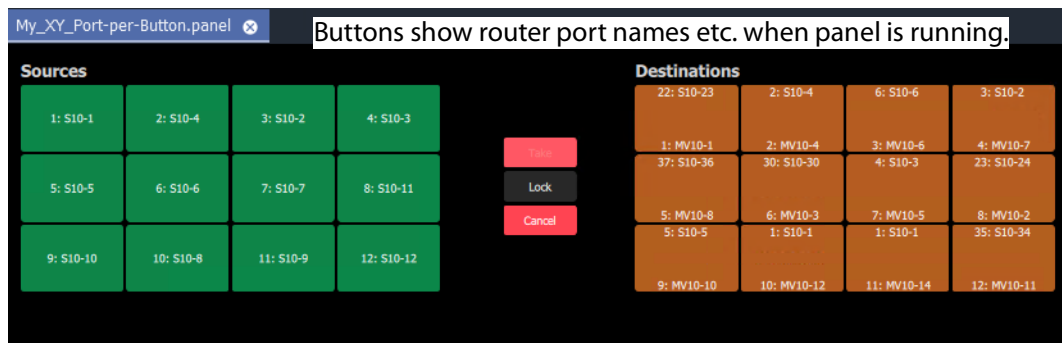 My_XY_Port-per-Button.panel
Buttons show router port names etc. when panel is running.
Sources
1: S10-1 2: S10-4 3: S10-2 4: S10-3
5: S10-5 6: S10-6 7: S10-7 8: S10-11
9: S10-10 10: S10-8 11: S10-9 12: S10-12
Take
Lock
Cancel
Destinations
22: S10-23 2: S10-4 6: S10-6 3: S10-2
1: MV10-1 2: MV10-4 3: MV10-6 4: MV10-7
37: S10-36 30: S10-30 4: S10-3 23: S10-24
5: MV10-8 6: MV10-3 7: MV10-5 8: MV10-2
5: S10-5 1: S10-1 1: S10-1 35: S10-34
9: MV10-10 10: MV10-12 11: MV10-14 12: MV10-11